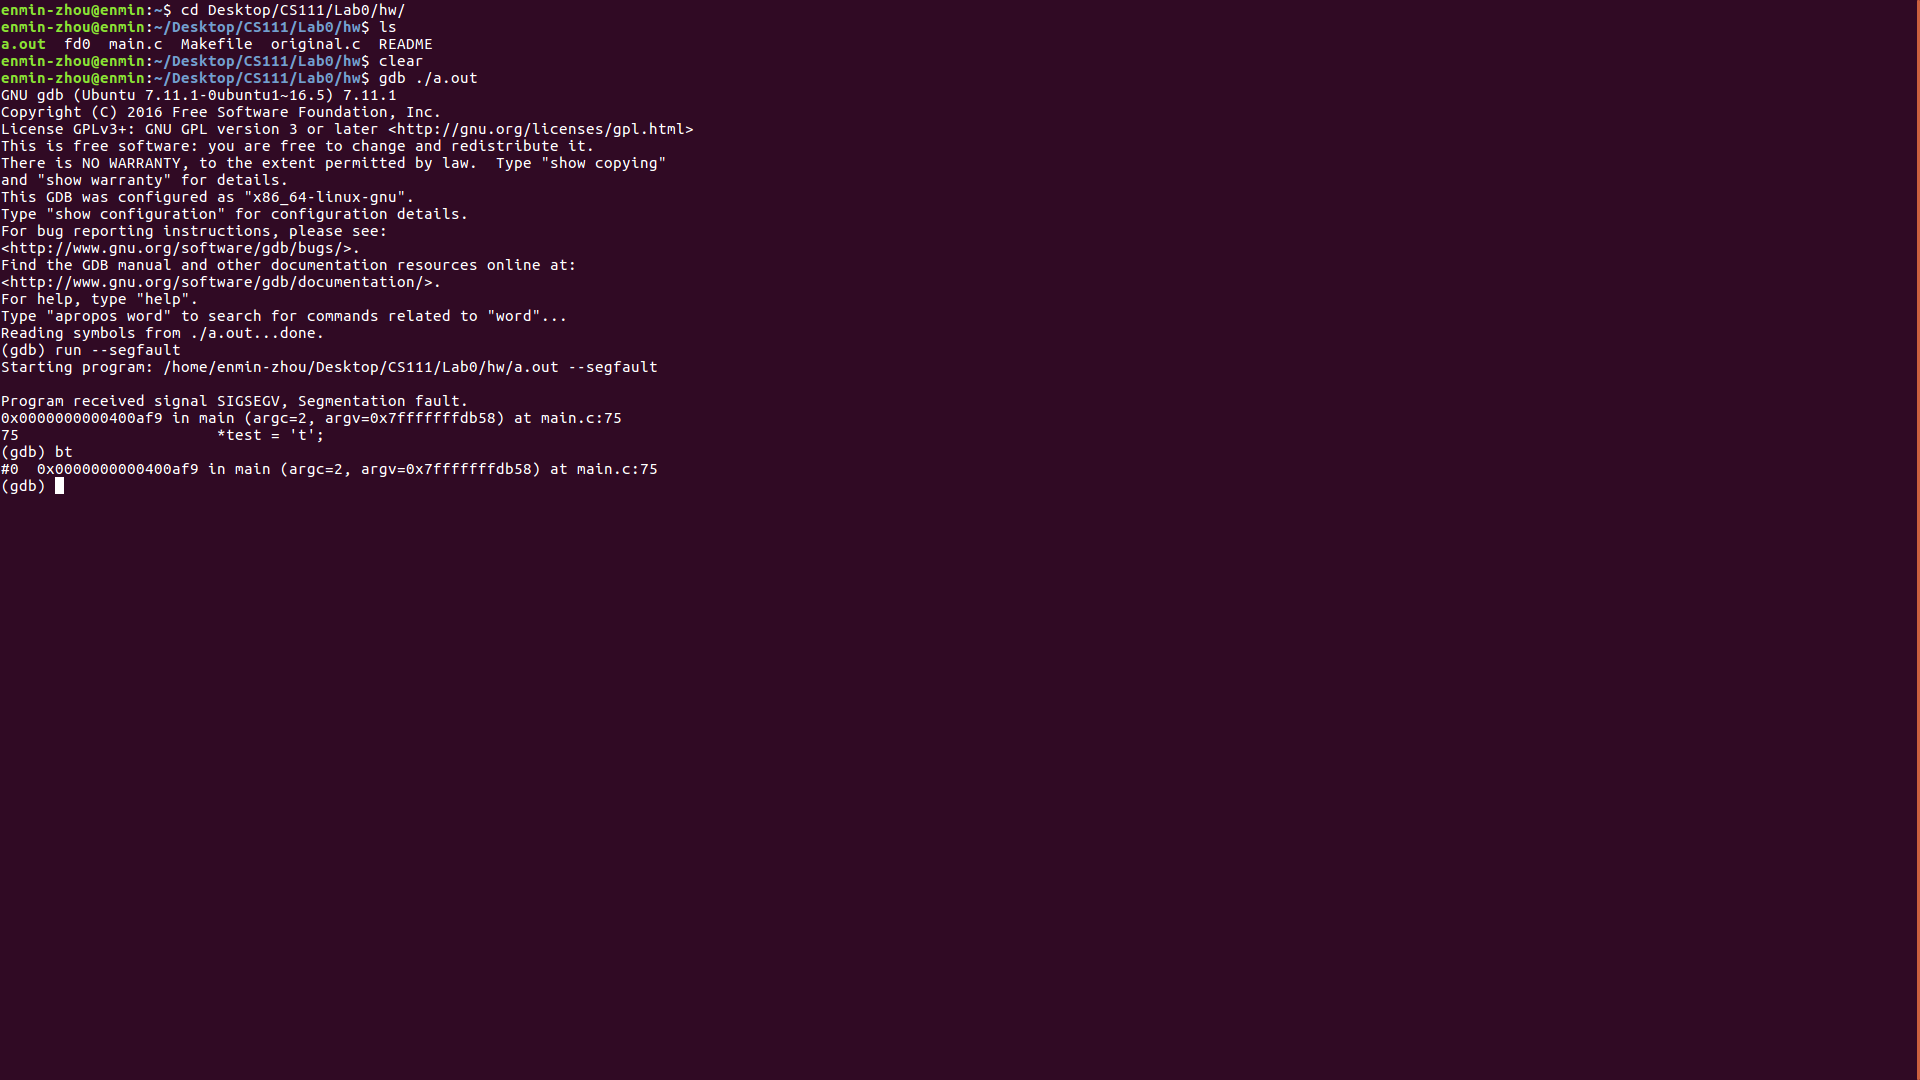 enmin-zhou@enmin:~$ cd Desktop/CS111/Lab0/hw/
enmin-zhou@enmin:~/Desktop/CS111/Lab0/hw$ ls
a.out  fd0  main.c  Makefile  original.c  README
enmin-zhou@enmin:~/Desktop/CS111/Lab0/hw$ clear
enmin-zhou@enmin:~/Desktop/CS111/Lab0/hw$ gdb ./a.out
GNU gdb (Ubuntu 7.11.1-0ubuntu1~16.5) 7.11.1
Copyright (C) 2016 Free Software Foundation, Inc.
License GPLv3+: GNU GPL version 3 or later <http://gnu.org/licenses/gpl.html>
This is free software: you are free to change and redistribute it.
There is NO WARRANTY, to the extent permitted by law.  Type "show copying"
and "show warranty" for details.
This GDB was configured as "x86_64-linux-gnu".
Type "show configuration" for configuration details.
For bug reporting instructions, please see:
<http://www.gnu.org/software/gdb/bugs/>.
Find the GDB manual and other documentation resources online at:
<http://www.gnu.org/software/gdb/documentation/>.
For help, type "help".
Type "apropos word" to search for commands related to "word"...
Reading symbols from ./a.out...done.
(gdb) run --segfault
Starting program: /home/enmin-zhou/Desktop/CS111/Lab0/hw/a.out --segfault
Program received signal SIGSEGV, Segmentation fault.
0x0000000000400af9 in main (argc=2, argv=0x7fffffffdb58) at main.c:75
75                      *test = 't';
(gdb) bt
#0  0x0000000000400af9 in main (argc=2, argv=0x7fffffffdb58) at main.c:75
(gdb)